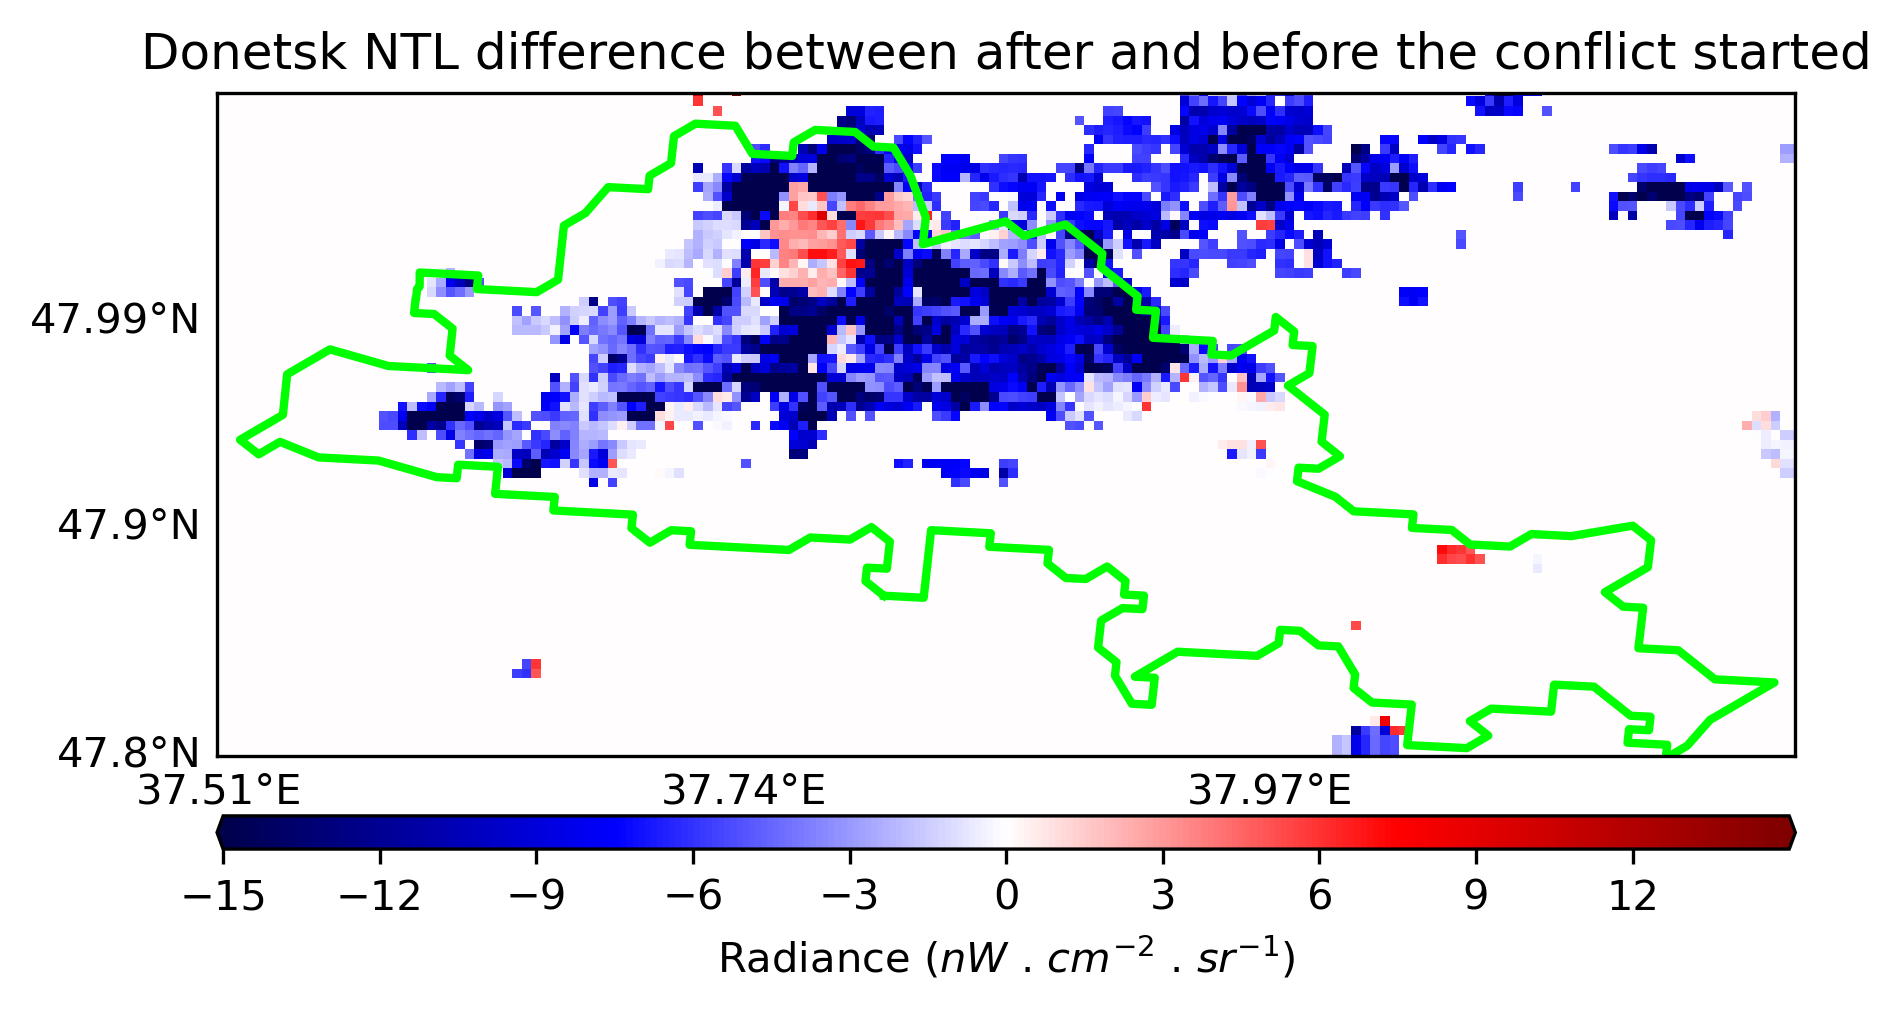 Donetsk NTL difference between after and before the conflict started
47.99°N
47.9°N
47.8°N
37.51°E 37.74°E 37.97°E
−15 −12 −9 −6 −3 0 3 6 9 12
Radiance (nW . cm⁻² . sr⁻¹)